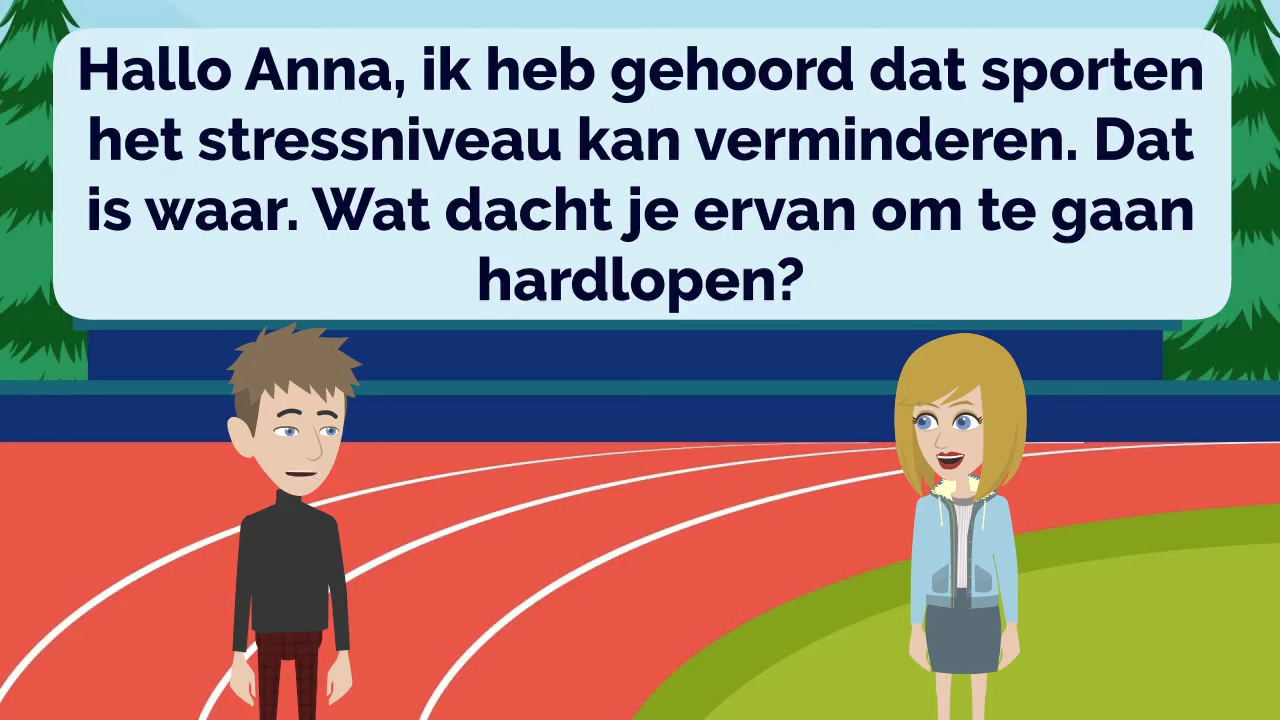 Hallo Anna, ik heb gehoord dat sporten
het stressniveau kan verminderen. Dat
is waar. Wat dacht je ervan om te gaan
hardlopen?